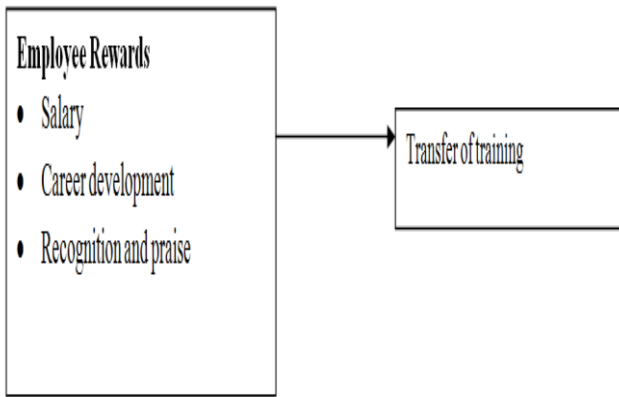 Employee Rewards
• Salary
• Career development
• Recognition and praise
Transfer of training